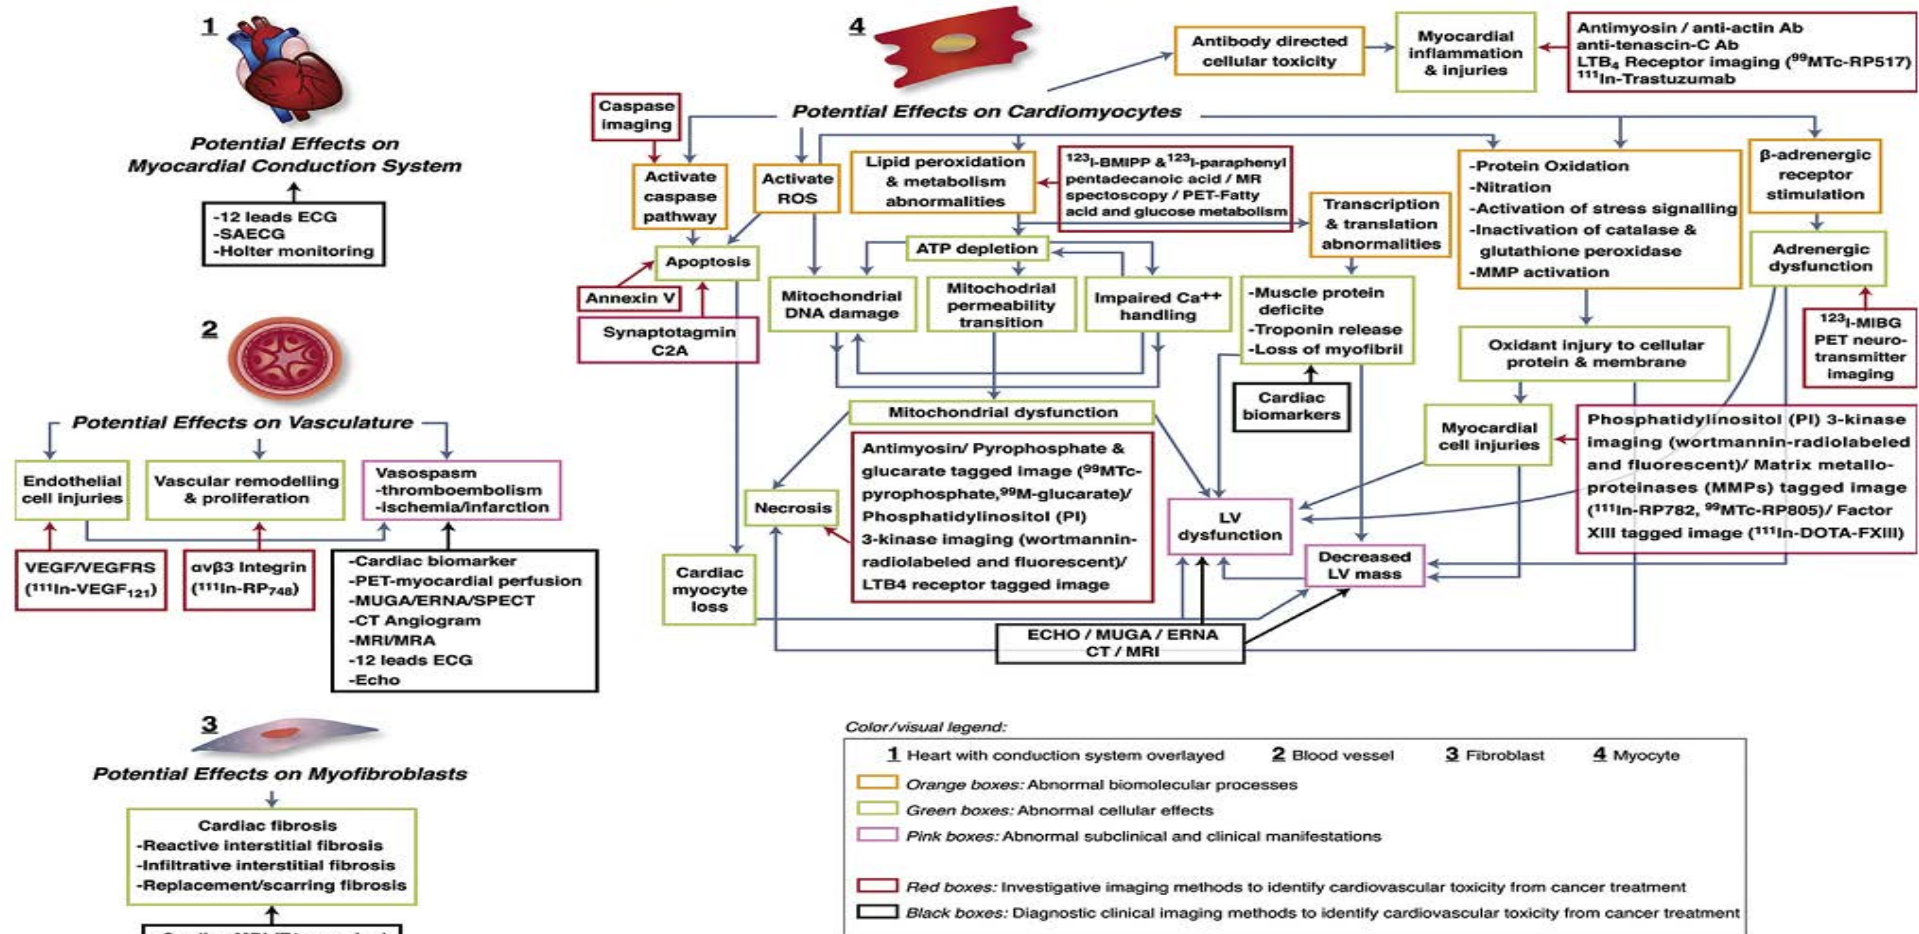 1
Potential Effects on
Myocardial Conduction System
-12 leads ECG
-SAECG
-Holter monitoring
2
Potential Effects on Vasculature
Endothelial
cell injuries
Vascular remodelling
& proliferation
Vasospasm
-thromboembolism
-ischemia/infarction
VEGF/VEGFRS
(¹¹¹In-VEGF₁₂₁)
αvβ3 Integrin
(¹¹¹In-RP₇₄₈)
-Cardiac biomarker
-PET-myocardial perfusion
-MUGA/ERNA/SPECT
-CT Angiogram
-MRI/MRA
-12 leads ECG
-Echo
3
Potential Effects on Myofibroblasts
Cardiac fibrosis
-Reactive interstitial fibrosis
-Infiltrative interstitial fibrosis
-Replacement/scarring fibrosis
4
Potential Effects on Cardiomyocytes
Antibody directed
cellular toxicity
Myocardial
inflammation
& injuries
Antimyosin / anti-actin Ab
anti-tenascin-C Ab
LTB₄ Receptor imaging (⁹⁹MTc-RP517)
¹¹¹In-Trastuzumab
Caspase
imaging
Activate
caspase
pathway
Activate
ROS
Lipid peroxidation
& metabolism
abnormalities
¹²³I-BMIPP &¹²³I-paraphenyl
pentadecanoic acid / MR
spectroscopy / PET-Fatty
acid and glucose metabolism
Transcription
& translation
abnormalities
-Protein Oxidation
-Nitration
-Activation of stress signalling
-Inactivation of catalase &
glutathione peroxidase
-MMP activation
β-adrenergic
receptor
stimulation
Apoptosis
Annexin V
Synaptotagmin
C2A
ATP depletion
Mitochondrial
DNA damage
Mitochodrial
permeability
transition
Impaired Ca⁺⁺
handling
-Muscle protein
deficite
-Troponin release
-Loss of myofibril
Cardiac
biomarkers
Adrenergic
dysfunction
¹²³I-MIBG
PET neuro-
transmitter
imaging
Oxidant injury to cellular
protein & membrane
Mitochondrial dysfunction
Myocardial
cell injuries
Phosphatidylinositol (PI) 3-kinase
imaging (wortmannin-radiolabeled
and fluorescent)/ Matrix metallo-
proteinases (MMPs) tagged image
(¹¹¹In-RP782, ⁹⁹MTc-RP805)/ Factor
XIII tagged image (¹¹¹In-DOTA-FXIII)
Necrosis
Antimyosin/ Pyrophosphate &
glucarate tagged image (⁹⁹MTc-
pyrophosphate,⁹⁹M-glucarate)/
Phosphatidylinositol (PI)
3-kinase imaging (wortmannin-
radiolabeled and fluorescent)/
LTB4 receptor tagged image
LV
dysfunction
Decreased
LV mass
Cardiac
myocyte
loss
ECHO / MUGA / ERNA
CT / MRI
Color/visual legend:
1 Heart with conduction system overlayed 2 Blood vessel 3 Fibroblast 4 Myocyte
Orange boxes: Abnormal biomolecular processes
Green boxes: Abnormal cellular effects
Pink boxes: Abnormal subclinical and clinical manifestations
Red boxes: Investigative imaging methods to identify cardiovascular toxicity from cancer treatment
Black boxes: Diagnostic clinical imaging methods to identify cardiovascular toxicity from cancer treatment